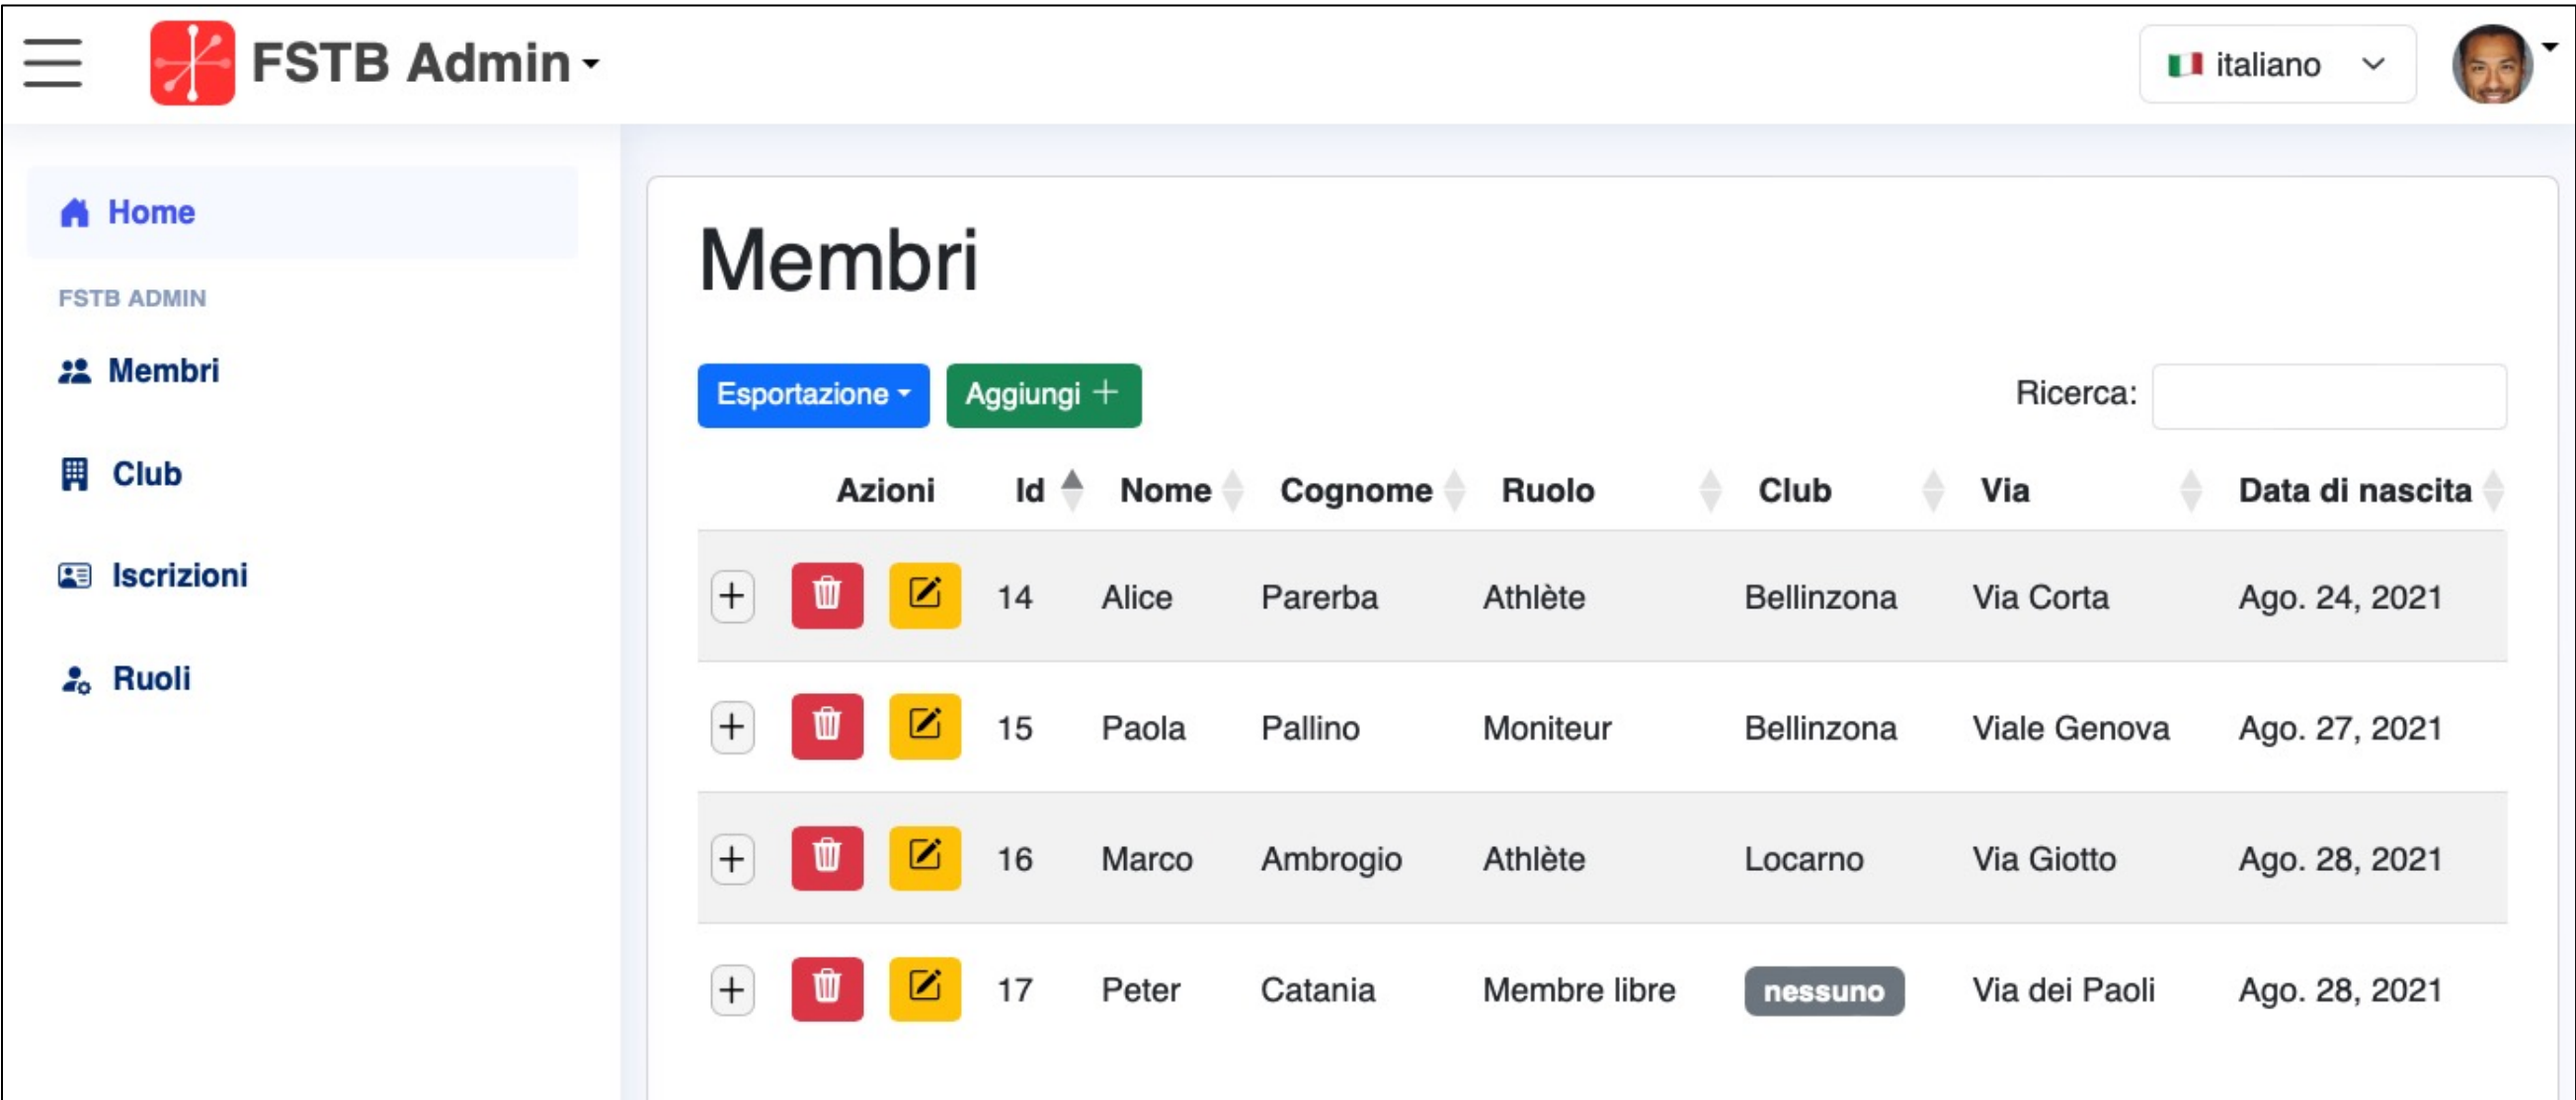 FSTB Admin
italiano
Home
FSTB ADMIN
Membri
Club
Iscrizioni
Ruoli
Membri
Esportazione
Aggiungi +
Ricerca:
Azioni Id Nome Cognome Ruolo Club Via Data di nascita
14 Alice Parerba Athlète Bellinzona Via Corta Ago. 24, 2021
15 Paola Pallino Moniteur Bellinzona Viale Genova Ago. 27, 2021
16 Marco Ambrogio Athlète Locarno Via Giotto Ago. 28, 2021
17 Peter Catania Membre libre nessuno Via dei Paoli Ago. 28, 2021